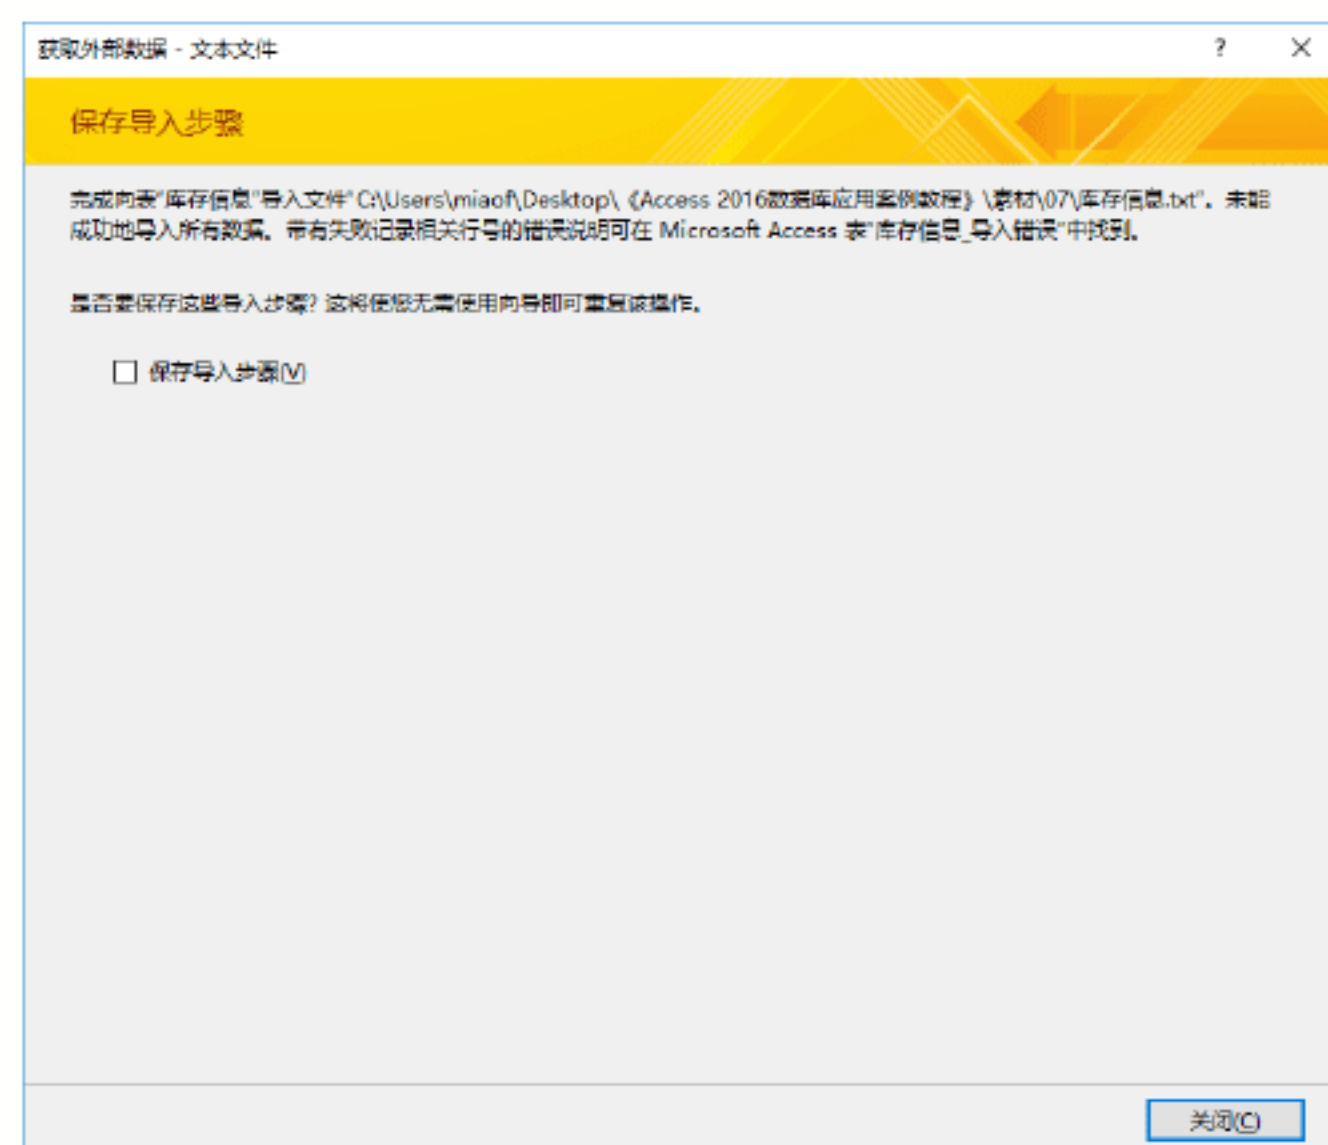 获取外部数据 - 文本文件
? ×
保存导入步骤
完成向表"库存信息"导入文件"C:\Users\miaof\Desktop\《Access 2016数据库应用案例教程》\素材\07\库存信息.txt"。未能
成功地导入所有数据。带有失败记录相关行号的错误说明可在 Microsoft Access 表"库存信息_导入错误"中找到。
是否要保存这些导入步骤? 这将使您无需使用向导即可重复该操作。
保存导入步骤(V)
关闭(C)